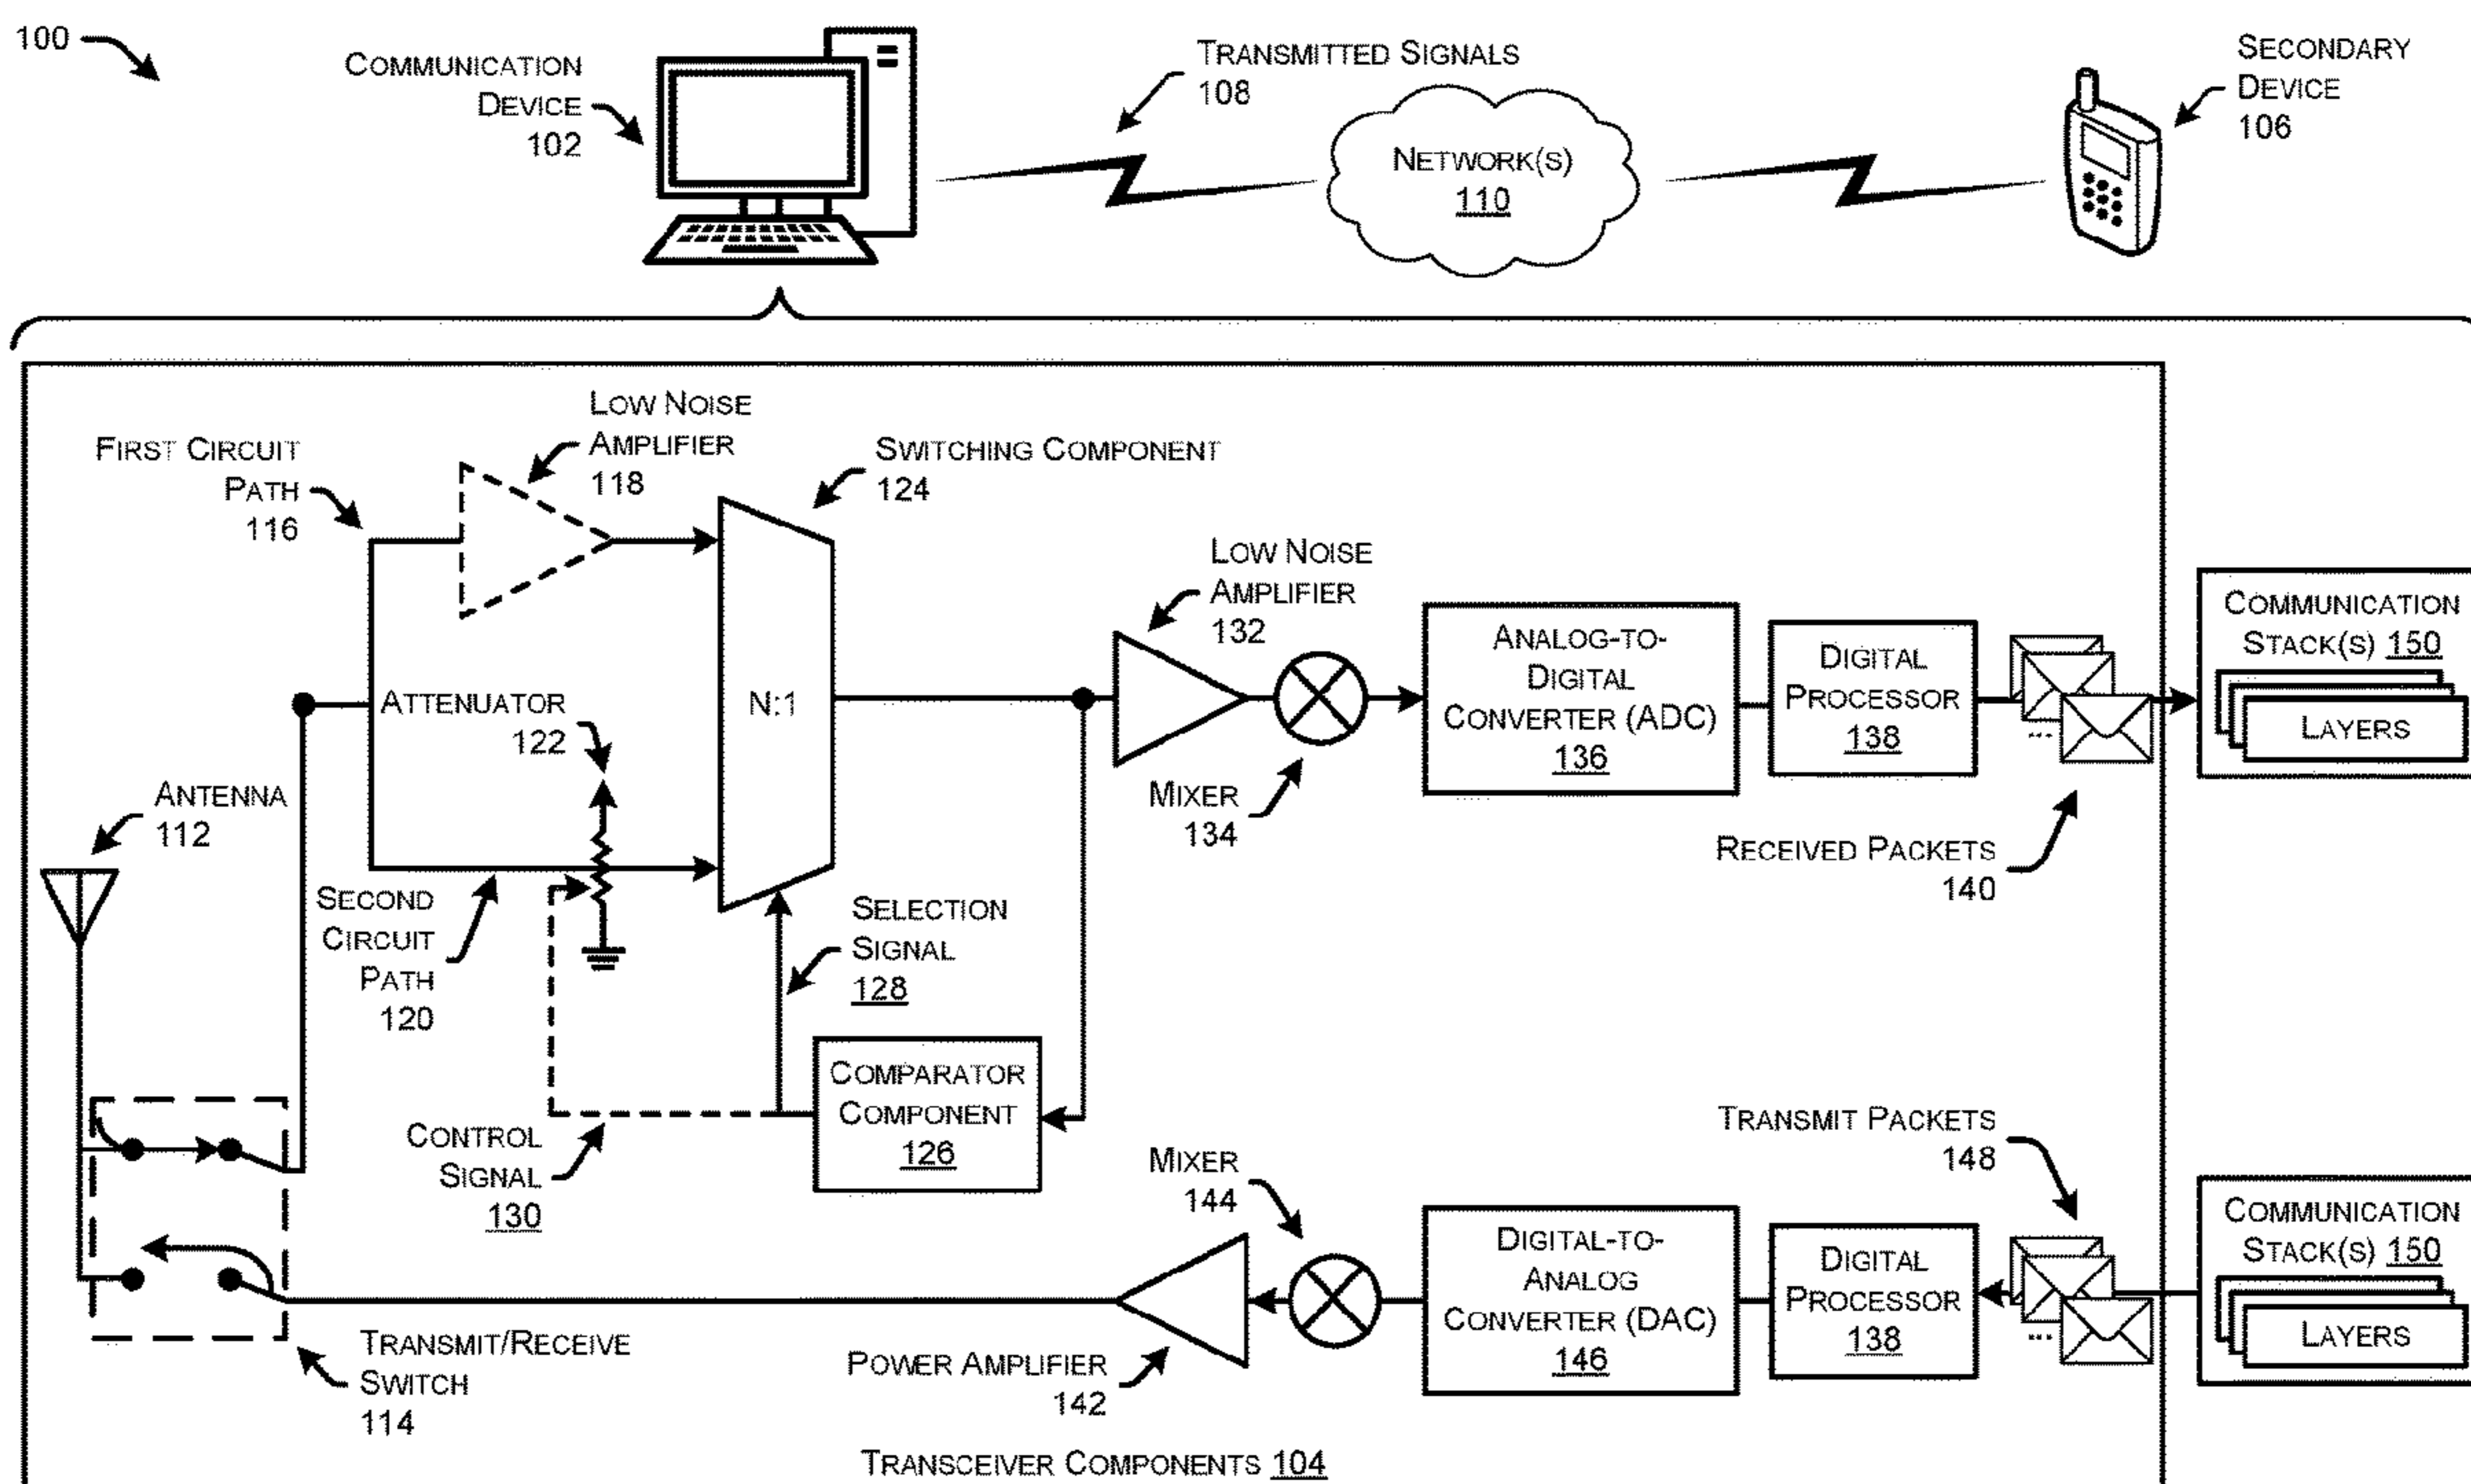 100
COMMUNICATION
DEVICE
102
TRANSMITTED SIGNALS
108
NETWORK(S)
110
SECONDARY
DEVICE
106
FIRST CIRCUIT
PATH
116
LOW NOISE
AMPLIFIER
118
SWITCHING COMPONENT
124
ATTENUATOR
122
N:1
LOW NOISE
AMPLIFIER
132
MIXER
134
ANALOG-TO-
DIGITAL
CONVERTER (ADC)
136
DIGITAL
PROCESSOR
138
...
RECEIVED PACKETS
140
COMMUNICATION
STACK(S) 150
LAYERS
ANTENNA
112
SECOND
CIRCUIT
PATH
120
SELECTION
SIGNAL
128
CONTROL
SIGNAL
130
COMPARATOR
COMPONENT
126
TRANSMIT/RECEIVE
SWITCH
114
POWER AMPLIFIER
142
MIXER
144
DIGITAL-TO-
ANALOG
CONVERTER (DAC)
146
DIGITAL
PROCESSOR
138
TRANSMIT PACKETS
148
...
COMMUNICATION
STACK(S) 150
LAYERS
TRANSCEIVER COMPONENTS 104